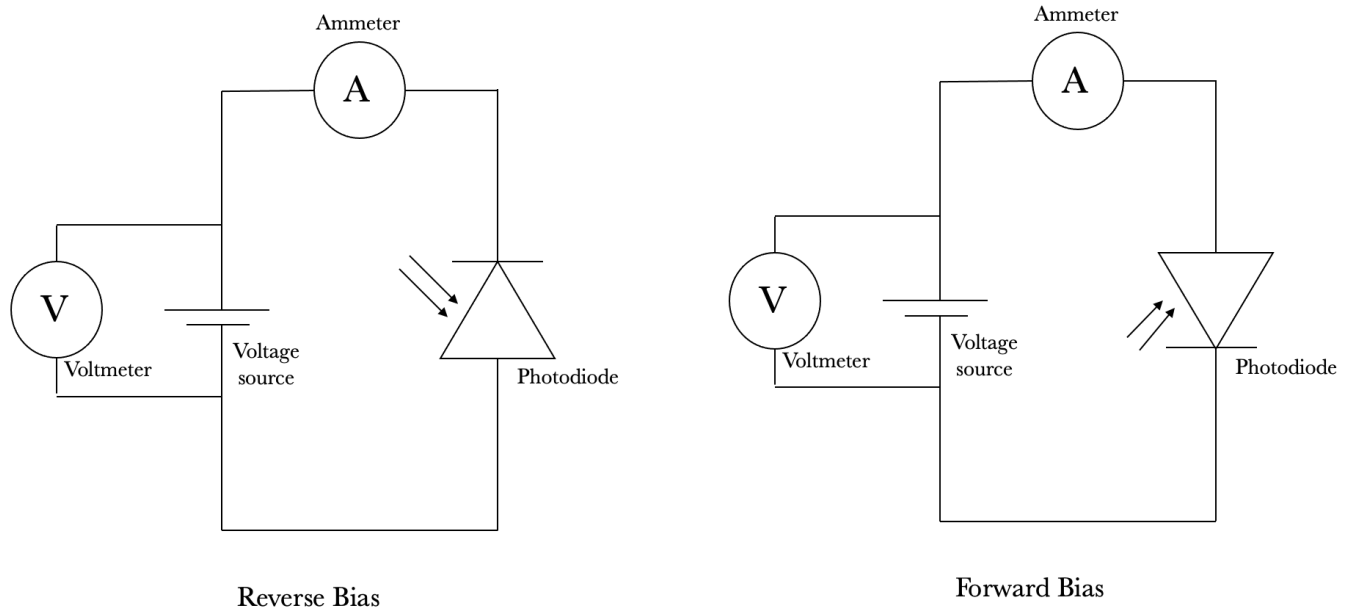 Ammeter
A
V
Voltmeter
Voltage
source
Photodiode
Reverse Bias
Ammeter
A
V
Voltmeter
Voltage
source
Photodiode
Forward Bias